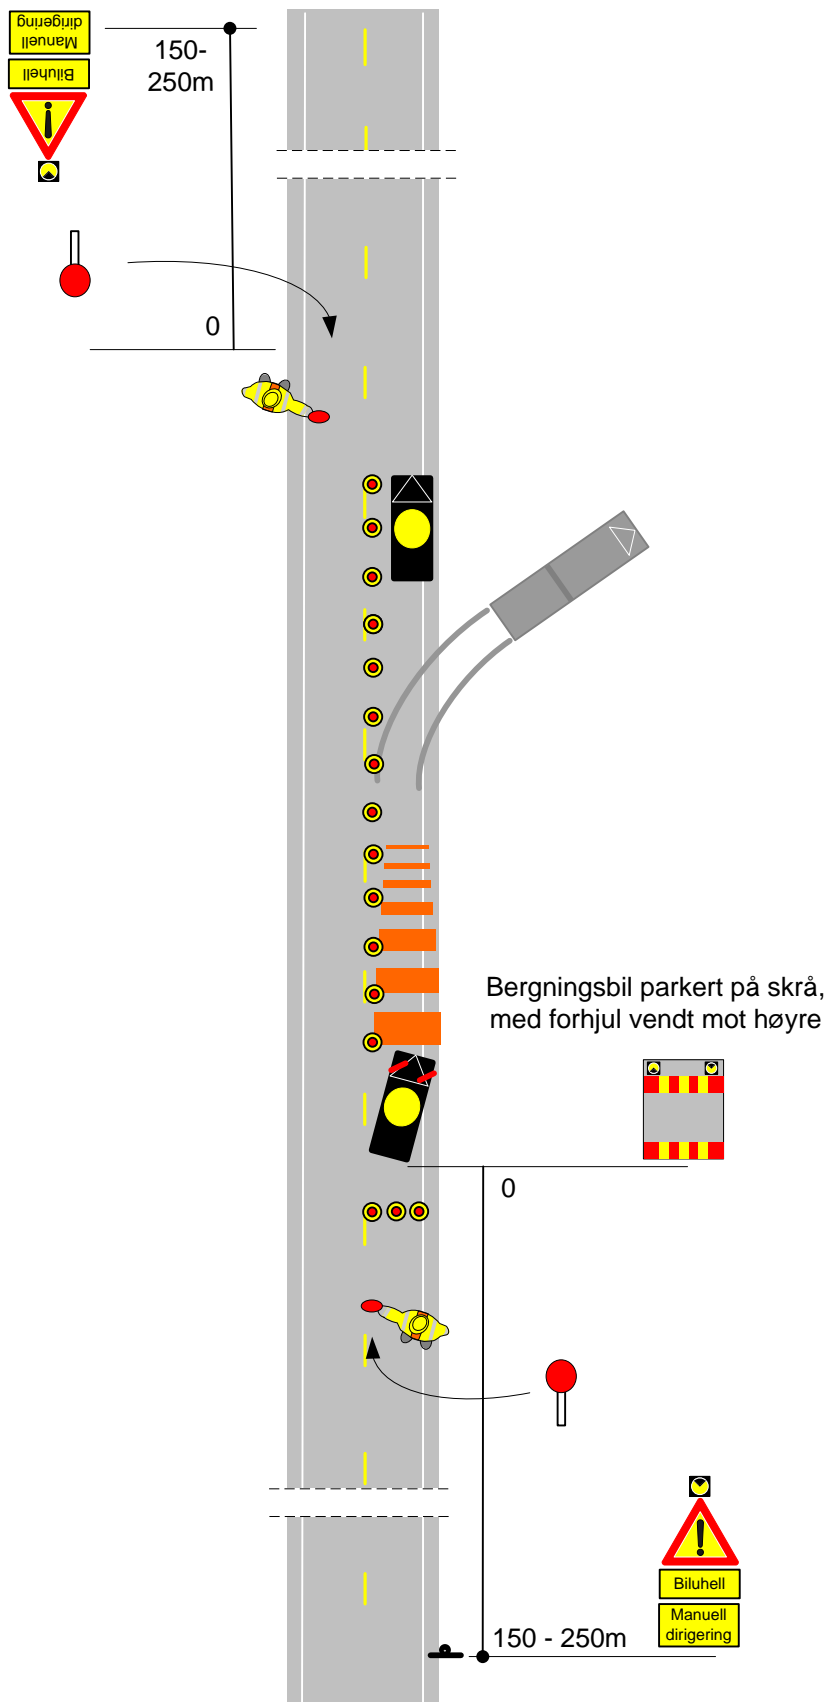 Manuell
dirigering
Biluhell
150-
250m
0
Bergningsbil parkert på skrå,
med forhjul vendt mot høyre
0
Biluhell
Manuell
dirigering
150 - 250m